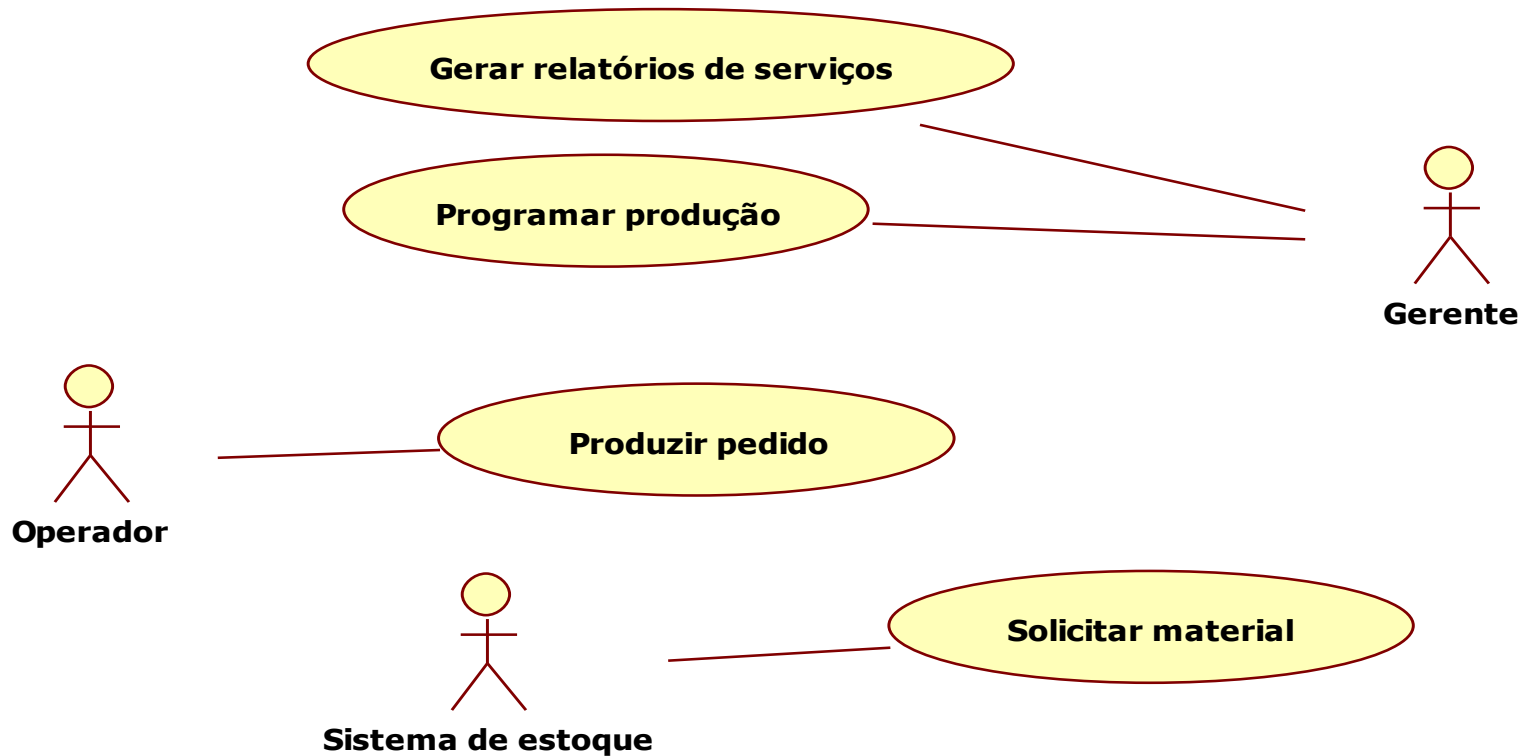 Gerar relatórios de serviços
Programar produção
Gerente
Produzir pedido
Operador
Solicitar material
Sistema de estoque